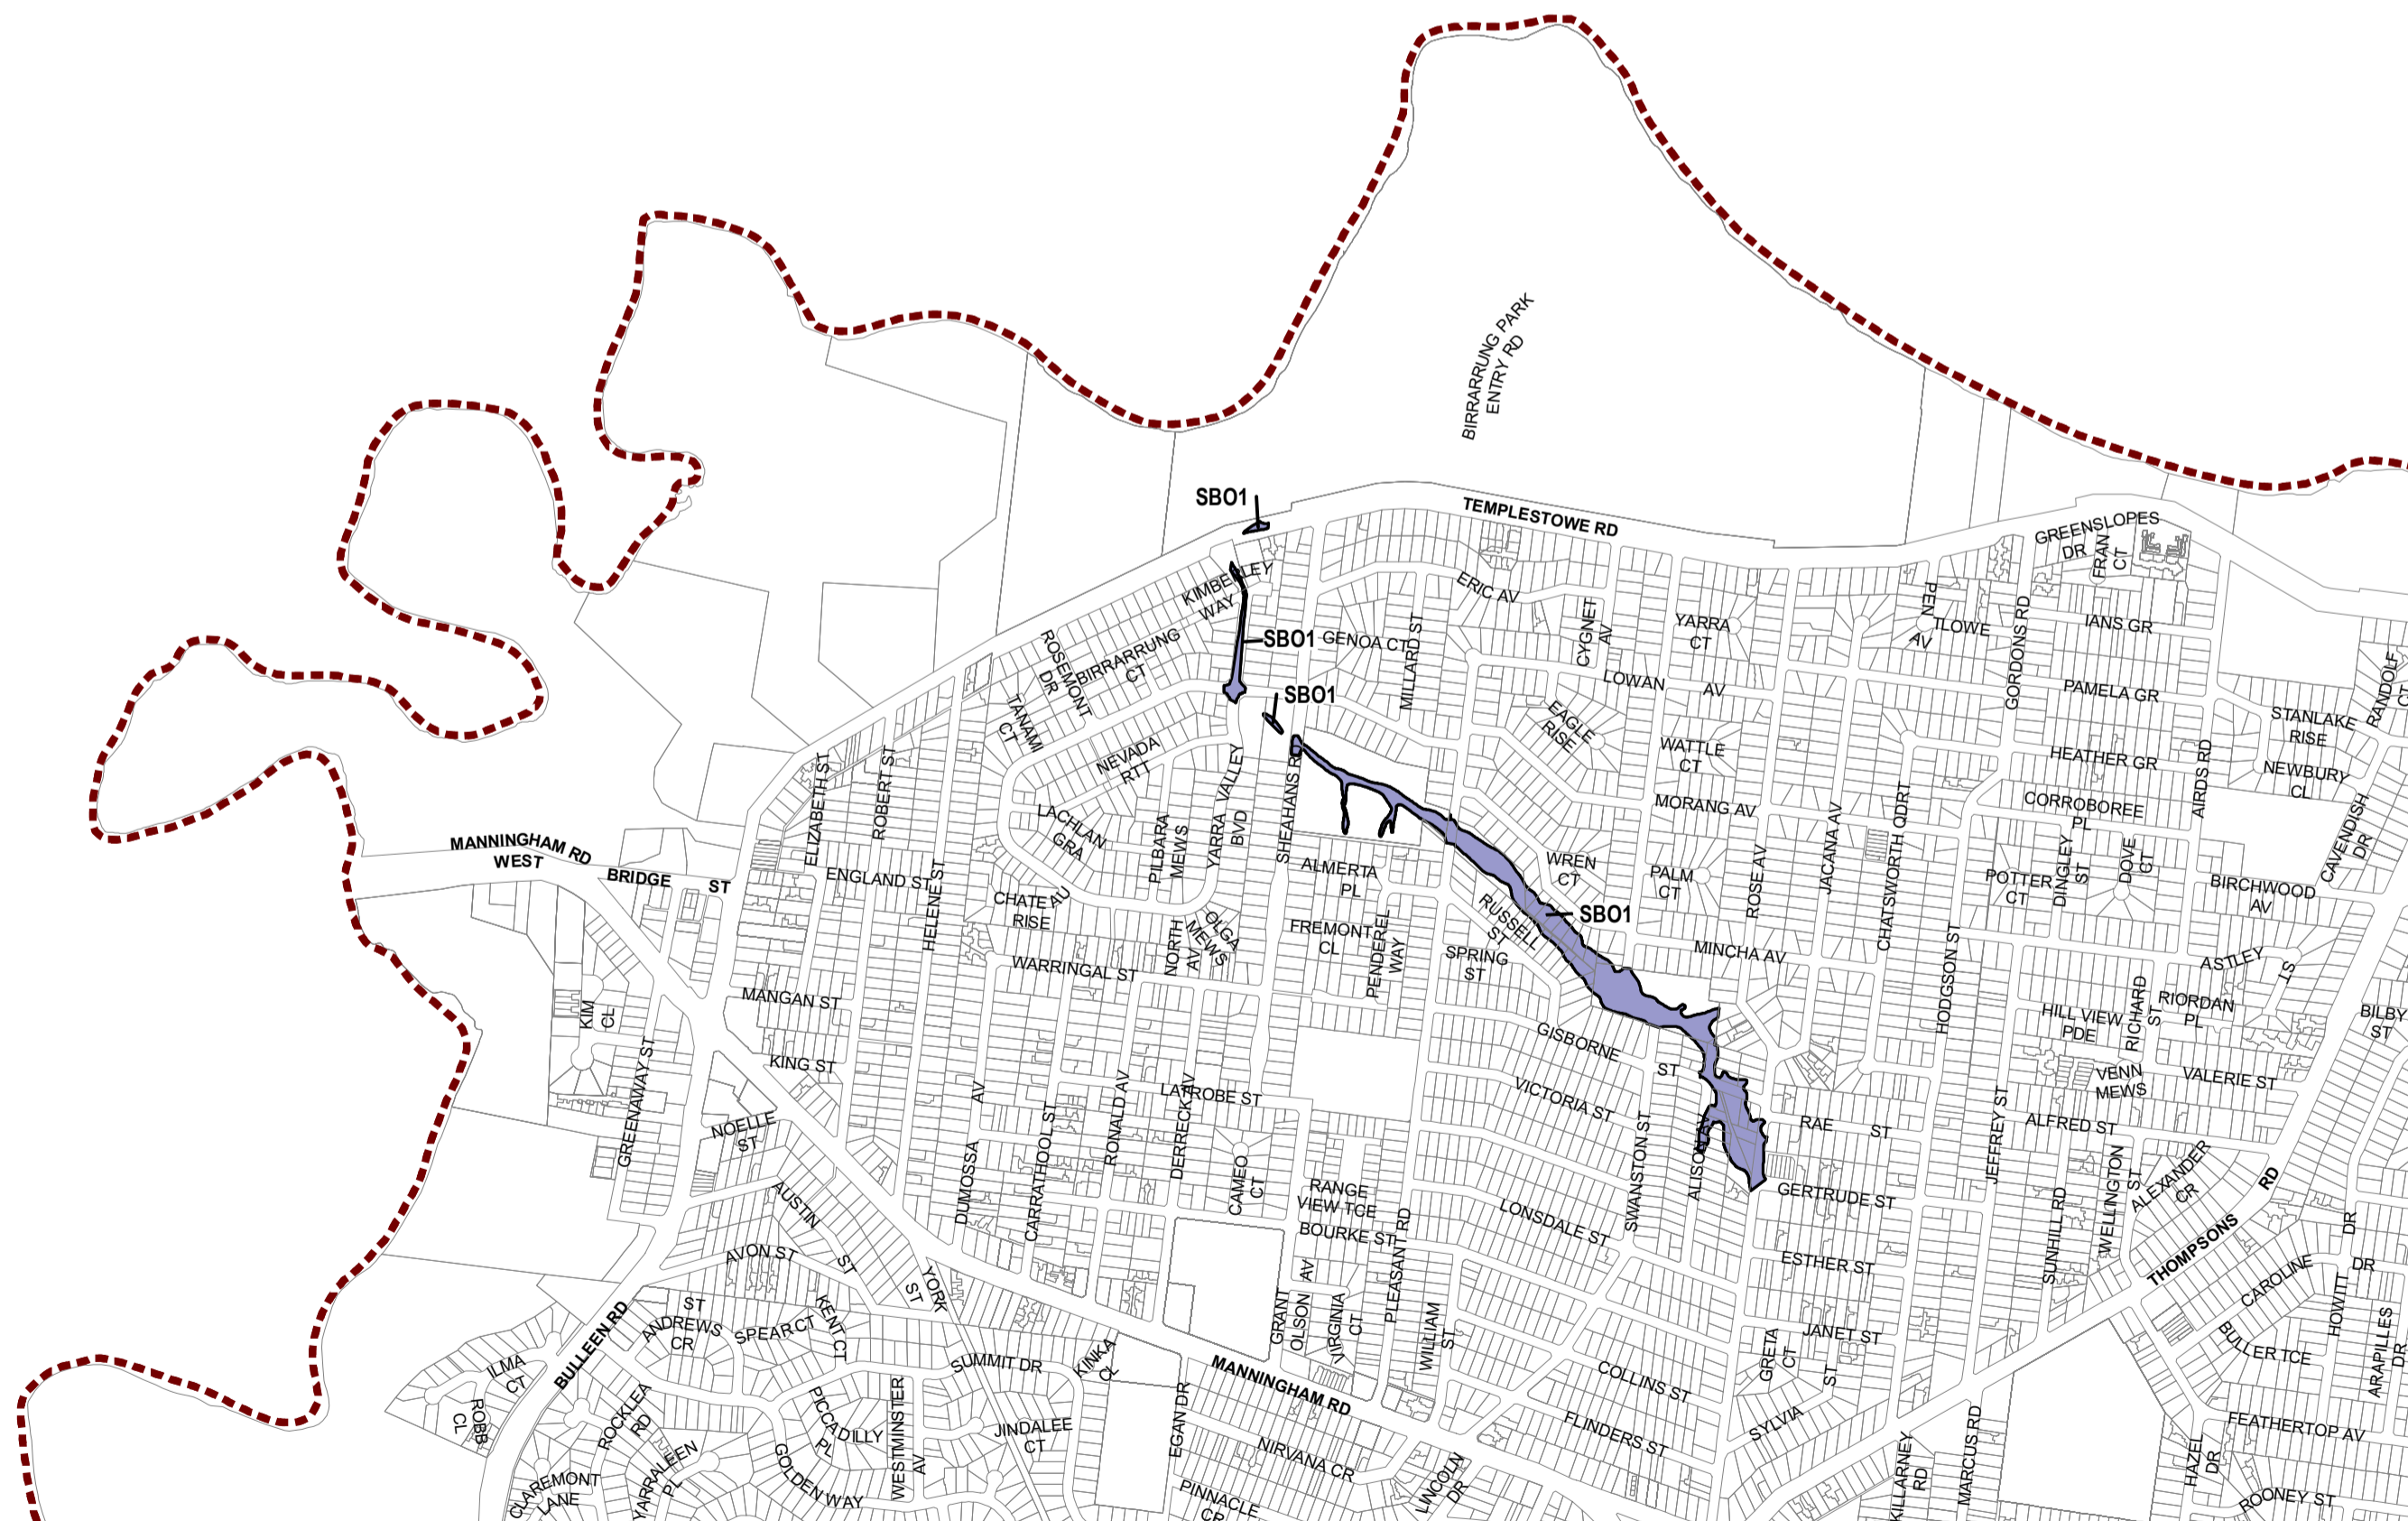 BIRRARRUNG PARK
ENTRY RD
SBO1
TEMPLESTOWE RD
GREENSLOPES
DR
FRAN
CT
KIMBERLEY
WAY
ERIC AV
CYGNET
AV
YARRA
CT
PEN
TLOWE
AV
GORDONS RD
IANS GR
ROSEMONT
DR
BIRRARRUNG
CT
SBO1
GENOA CT
MILLARD ST
LOWAN
AV
PAMELA GR
RANDOLF
CT
SBO1
TANAMI
CT
EAGLE
RISE
STANLAKE
RISE
NEVADA
RTT
WATTLE
CT
HEATHER GR
AIRDS RD
NEWBURY
CL
ELIZABETH ST
ROBERT ST
YARRA VALLEY
BVD
SHEAHANS RD
LACHLAN
GRA
PILBARA
MEWS
MORANG AV
JACANA AV
CHATSWORTH QDRT
CORROBOREE
PL
CAVENDISH
DR
MANNINGHAM RD
WEST
BRIDGE
ST
ENGLAND ST
HELENE ST
CHATEAU
RISE
ALMERTA
PL
WREN
CT
PALM
CT
ROSE AV
POTTER
CT
DINGLEY
ST
DOVE
CT
BIRCHWOOD
AV
OLGA
MEWS
NORTH
AV
FREMONT
CL
PENDEREL
WAY
RUSSELL
ST
SBO1
SPRING
ST
MINCHA AV
HODGSON ST
ASTLEY
ST
WARRINGAL ST
MANGAN ST
KIM
CL
HILL VIEW
PDE
RICHARD
ST
RIORDAN
PL
BILBY
ST
KING ST
GISBORNE
ST
GREENAWAY ST
LATROBE ST
VICTORIA ST
VENN
MEWS
VALERIE ST
NOELLE
ST
DUMOSSA
AV
CARRATHOOL ST
RONALD AV
DERRECK AV
CAMEO
CT
SWANSTON ST
ALISON AV
RAE
ST
JEFFREY ST
ALFRED ST
AUSTIN
ST
RANGE
VIEW TCE
BOURKE ST
PLEASANT RD
LONSDALE ST
GERTRUDE ST
SUNHILL RD
WELLINGTON
ST
ALEXANDER
CR
THOMPSONS
RD
AVON ST
YORK
ST
ESTHER ST
CAROLINE
DR
HOWITT
DR
ARAPILLES
DR
BULLEEN RD
ST
ANDREWS
CR
SPEAR CT
KENT CT
GRANT
OLSON
AV
VIRGINIA
CT
WILLIAM
ST
GRETA
CT
JANET ST
BULLER TCE
ILMA
CT
ROBB
CL
SUMMIT DR
KINKA
CL
MANNINGHAM RD
COLLINS ST
SYLVIA
ST
ROCKLEA
RD
PICCADILLY
PL
WESTMINSTER
AV
JINDALEE
CT
EGAN DR
NIRVANA CR
FLINDERS ST
FEATHERTOP AV
CLAREMONT
LANE
YARRALEEN
PL
GOLDEN WAY
PINNACLE
CR
LINCOLN
DR
KILLARNEY
RD
MARCUS RD
HAZEL
DR
ROONEY ST